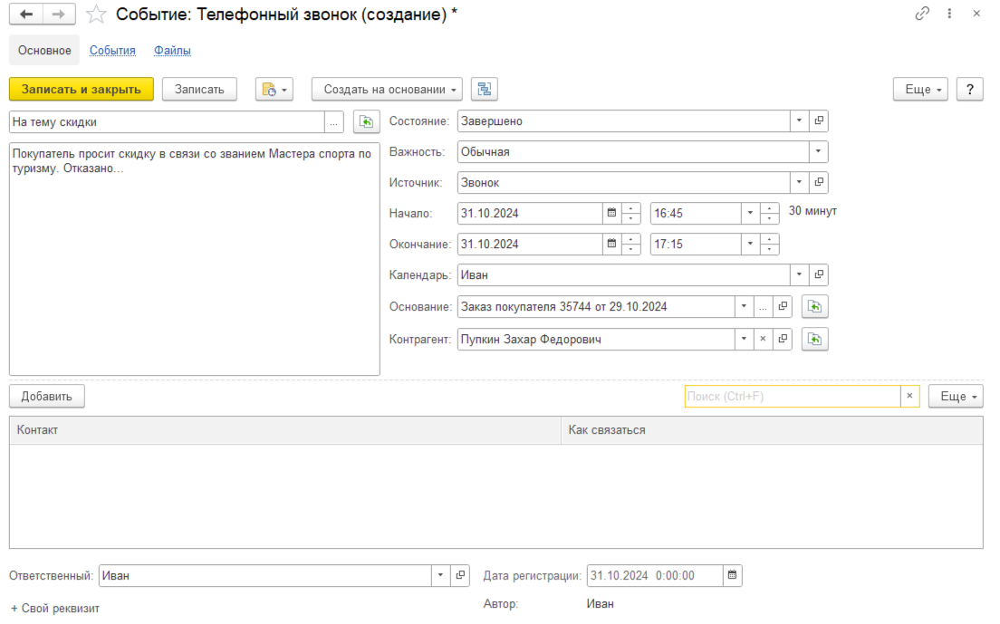 Событие: Телефонный звонок (создание) *
Основное События Файлы
Записать и закрыть Записать Создать на основании Еще ?
На тему скидки ...
Покупатель просит скидку в связи со званием Мастера спорта по
туризму. Отказано...
Состояние: Завершено
Важность: Обычная
Источник: Звонок
Начало: 31.10.2024 16:45 30 минут
Окончание: 31.10.2024 17:15
Календарь: Иван
Основание: Заказ покупателя 35744 от 29.10.2024 ...
Контрагент: Пупкин Захар Федорович
Добавить Поиск (Ctrl+F) × Еще
Контакт Как связаться
Ответственный: Иван Дата регистрации: 31.10.2024 0:00:00
+ Свой реквизит Автор: Иван